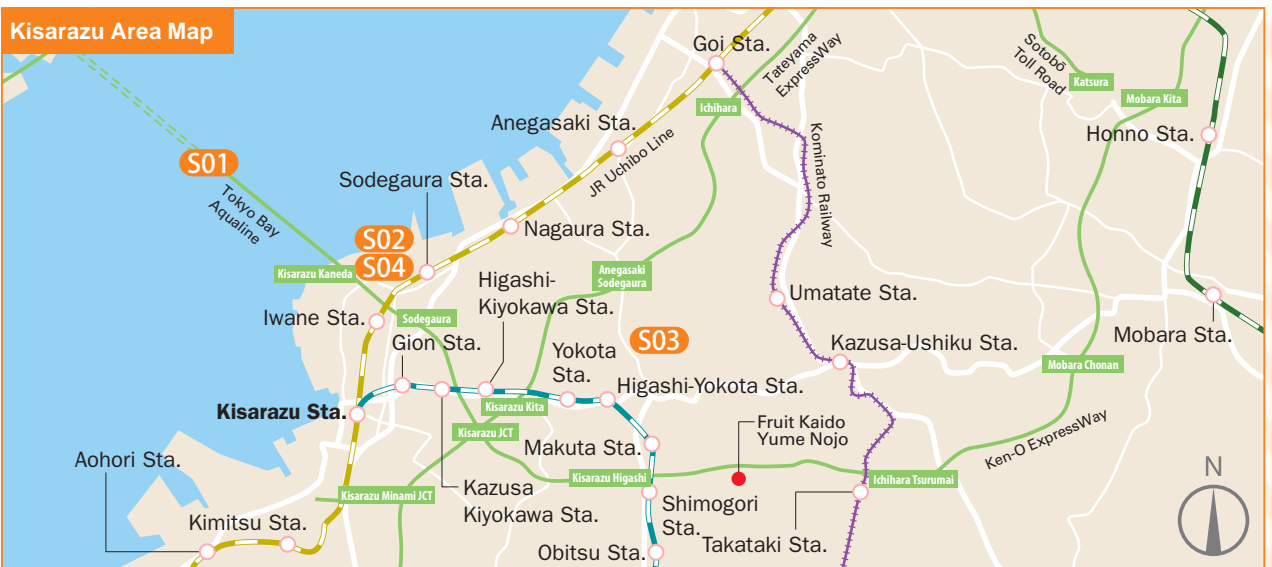 Kisarazu Area Map
Goi Sta.
Tateyama
ExpressWay
Sotobō
Toll Road
Katsura
Mobara Kita
Ichihara
Honno Sta.
Anegasaki Sta.
JR Uchibo Line
Kominato Railway
S01
Tokyo Bay
Aqualine
Sodegaura Sta.
Nagaura Sta.
S02
S04
Kisarazu Kaneda
Anegasaki
Sodegaura
Higashi-
Kiyokawa Sta.
Umatate Sta.
Iwane Sta.
Sodegaura
Mobara Sta.
Gion Sta.
S03
Kazusa-Ushiku Sta.
Yokota
Sta.
Mobara Chonan
Higashi-Yokota Sta.
Kisarazu Sta.
Kisarazu Kita
Fruit Kaido
Yume Nojo
Kisarazu JCT
Makuta Sta.
Ken-O ExpressWay
Aohori Sta.
Kisarazu Higashi
Ichihara Tsurumai
Kisarazu Minami JCT
Kazusa
Kiyokawa Sta.
Shimogori
Sta.
Kimitsu Sta.
Takataki Sta.
Obitsu Sta.
N